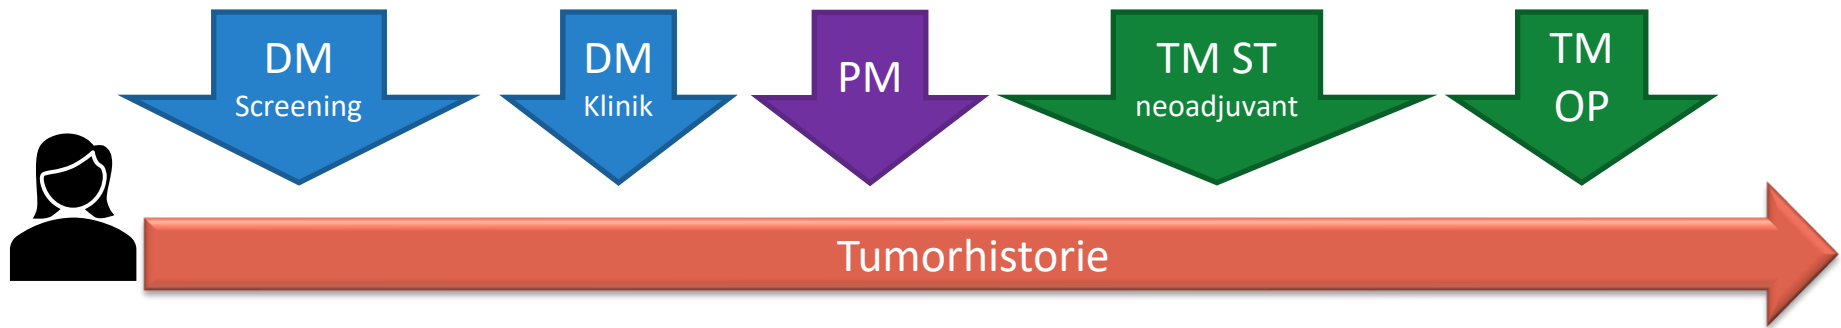 DM
Screening
DM
Klinik
PM
TM ST
neoadjuvant
TM
OP
Tumorhistorie